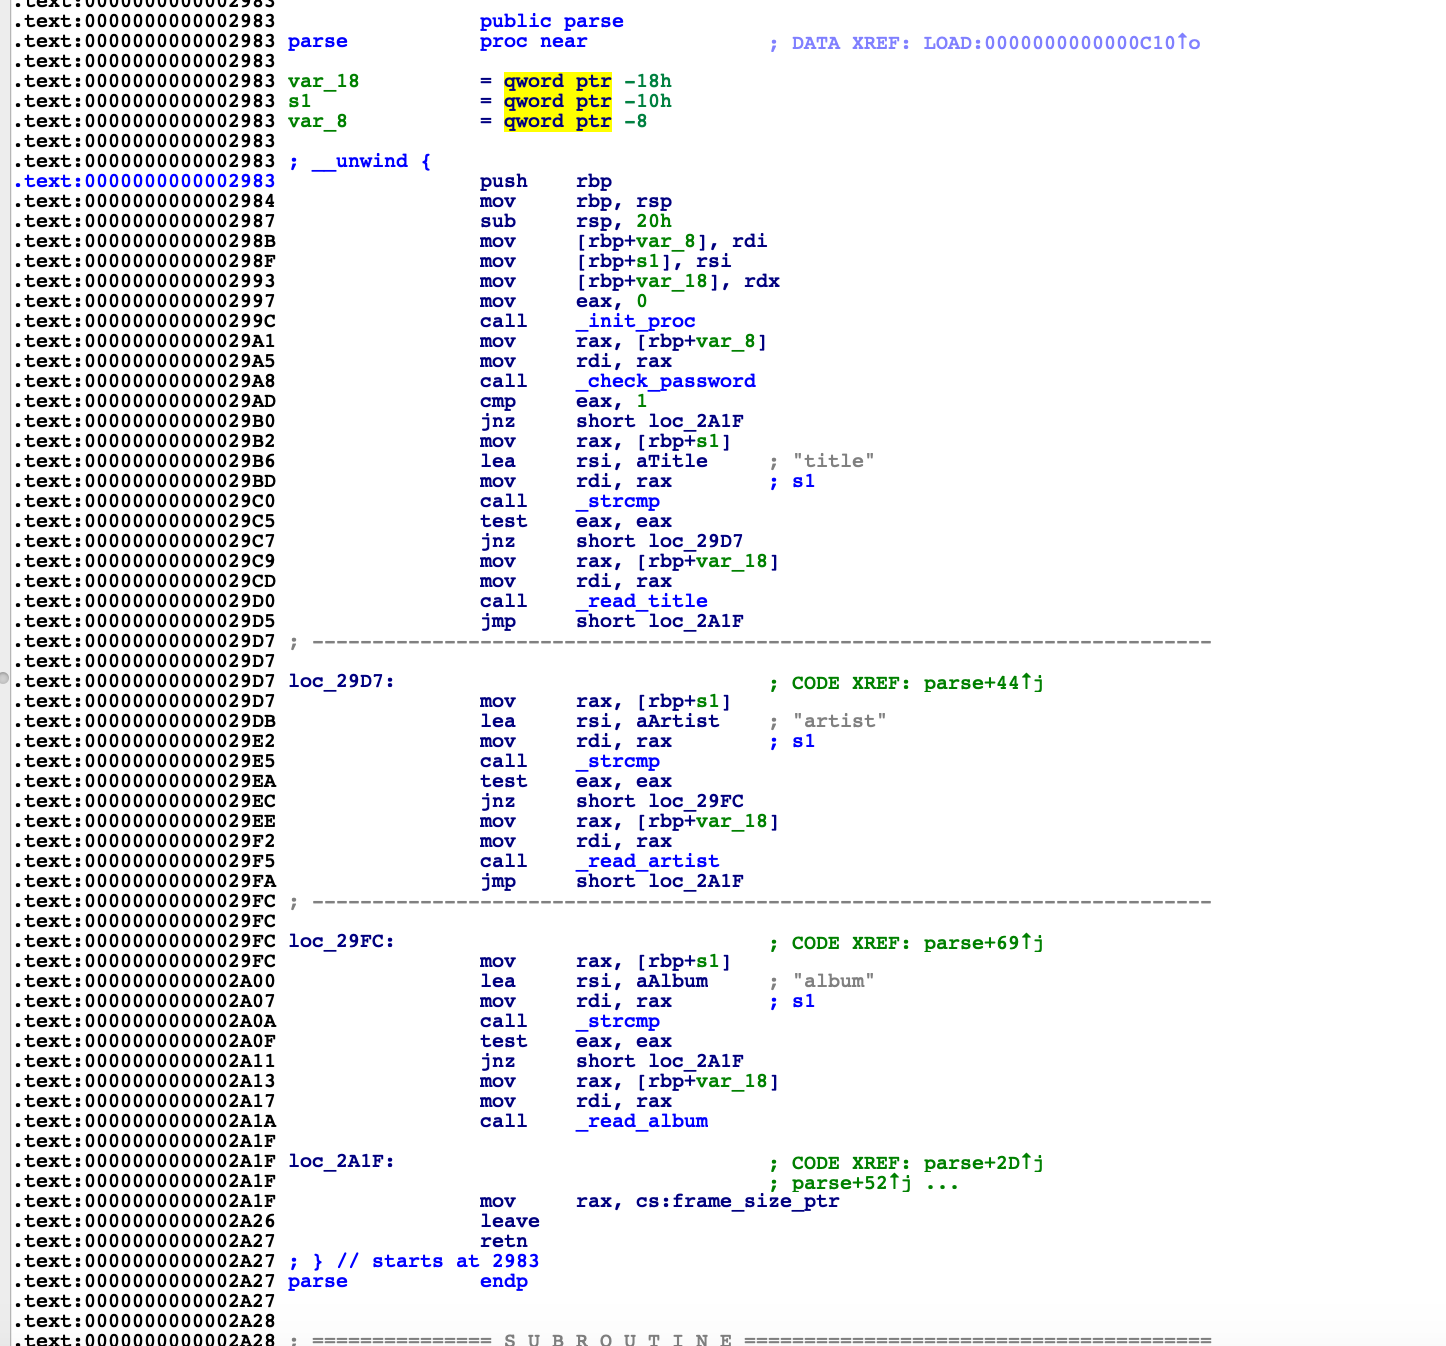 .text:0000000000002983
.text:0000000000002983 public parse
.text:0000000000002983 parse proc near ; DATA XREF: LOAD:0000000000000C10↑o
.text:0000000000002983
.text:0000000000002983 var_18 = qword ptr -18h
.text:0000000000002983 s1 = qword ptr -10h
.text:0000000000002983 var_8 = qword ptr -8
.text:0000000000002983
.text:0000000000002983 ; __unwind {
.text:0000000000002983 push rbp
.text:0000000000002984 mov rbp, rsp
.text:0000000000002987 sub rsp, 20h
.text:000000000000298B mov [rbp+var_8], rdi
.text:000000000000298F mov [rbp+s1], rsi
.text:0000000000002993 mov [rbp+var_18], rdx
.text:0000000000002997 mov eax, 0
.text:000000000000299C call _init_proc
.text:00000000000029A1 mov rax, [rbp+var_8]
.text:00000000000029A5 mov rdi, rax
.text:00000000000029A8 call _check_password
.text:00000000000029AD cmp eax, 1
.text:00000000000029B0 jnz short loc_2A1F
.text:00000000000029B2 mov rax, [rbp+s1]
.text:00000000000029B6 lea rsi, aTitle ; "title"
.text:00000000000029BD mov rdi, rax ; s1
.text:00000000000029C0 call _strcmp
.text:00000000000029C5 test eax, eax
.text:00000000000029C7 jnz short loc_29D7
.text:00000000000029C9 mov rax, [rbp+var_18]
.text:00000000000029CD mov rdi, rax
.text:00000000000029D0 call _read_title
.text:00000000000029D5 jmp short loc_2A1F
.text:00000000000029D7 ; ---------------------------------------------------------------------------
.text:00000000000029D7
.text:00000000000029D7 loc_29D7: ; CODE XREF: parse+44↑j
.text:00000000000029D7 mov rax, [rbp+s1]
.text:00000000000029DB lea rsi, aArtist ; "artist"
.text:00000000000029E2 mov rdi, rax ; s1
.text:00000000000029E5 call _strcmp
.text:00000000000029EA test eax, eax
.text:00000000000029EC jnz short loc_29FC
.text:00000000000029EE mov rax, [rbp+var_18]
.text:00000000000029F2 mov rdi, rax
.text:00000000000029F5 call _read_artist
.text:00000000000029FA jmp short loc_2A1F
.text:00000000000029FC ; ---------------------------------------------------------------------------
.text:00000000000029FC
.text:00000000000029FC loc_29FC: ; CODE XREF: parse+69↑j
.text:00000000000029FC mov rax, [rbp+s1]
.text:0000000000002A00 lea rsi, aAlbum ; "album"
.text:0000000000002A07 mov rdi, rax ; s1
.text:0000000000002A0A call _strcmp
.text:0000000000002A0F test eax, eax
.text:0000000000002A11 jnz short loc_2A1F
.text:0000000000002A13 mov rax, [rbp+var_18]
.text:0000000000002A17 mov rdi, rax
.text:0000000000002A1A call _read_album
.text:0000000000002A1F
.text:0000000000002A1F loc_2A1F: ; CODE XREF: parse+2D↑j
.text:0000000000002A1F ; parse+52↑j ...
.text:0000000000002A1F mov rax, cs:frame_size_ptr
.text:0000000000002A26 leave
.text:0000000000002A27 retn
.text:0000000000002A27 ; } // starts at 2983
.text:0000000000002A27 parse endp
.text:0000000000002A27
.text:0000000000002A28
.text:0000000000002A28 ; =============== S U B R O U T I N E =======================================